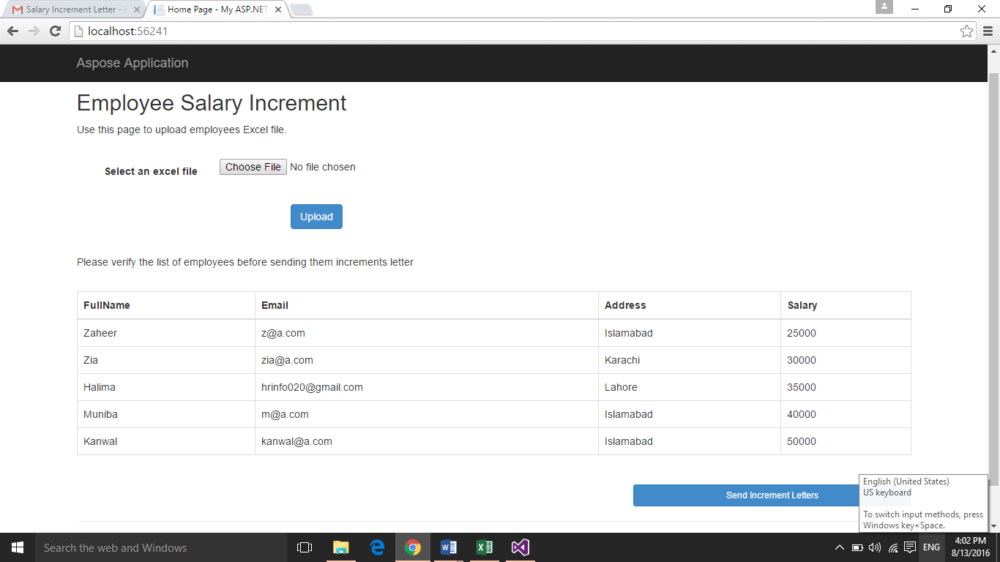 Salary Increment Letter -
Home Page - My ASP.NET
localhost:56241
Aspose Application
Employee Salary Increment
Use this page to upload employees Excel file.
Select an excel file
Choose File No file chosen
Upload
Please verify the list of employees before sending them increments letter
FullName Email Address Salary
Zaheer z@a.com Islamabad 25000
Zia zia@a.com Karachi 30000
Halima hrinfo020@gmail.com Lahore 35000
Muniba m@a.com Islamabad 40000
Kanwal kanwal@a.com Islamabad 50000
Send Increment Letters
English (United States)
US keyboard
To switch input methods, press
Windows key+Space.
Search the web and Windows
ENG
4:02 PM
8/13/2016